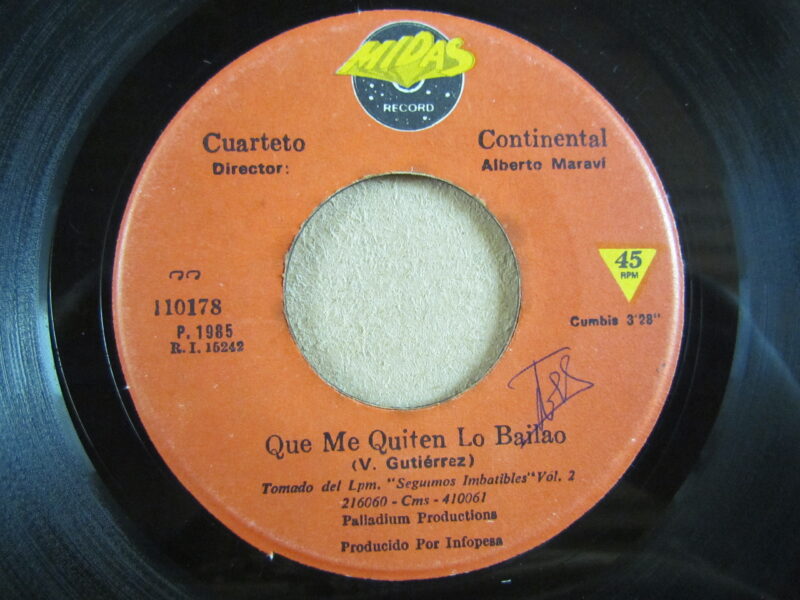 MIDAS
RECORD
Cuarteto Continental
Director: Alberto Maraví
45
RPM
110178
P. 1985
R.I. 15242
Cumbia 3'28"
Que Me Quiten Lo Bailao
(V. Gutiérrez)
Tomado del Lpm. "Seguimos Imbatibles" Vól. 2
216060 - Cms - 410061
Palladium Productions
Producido Por Infopesa